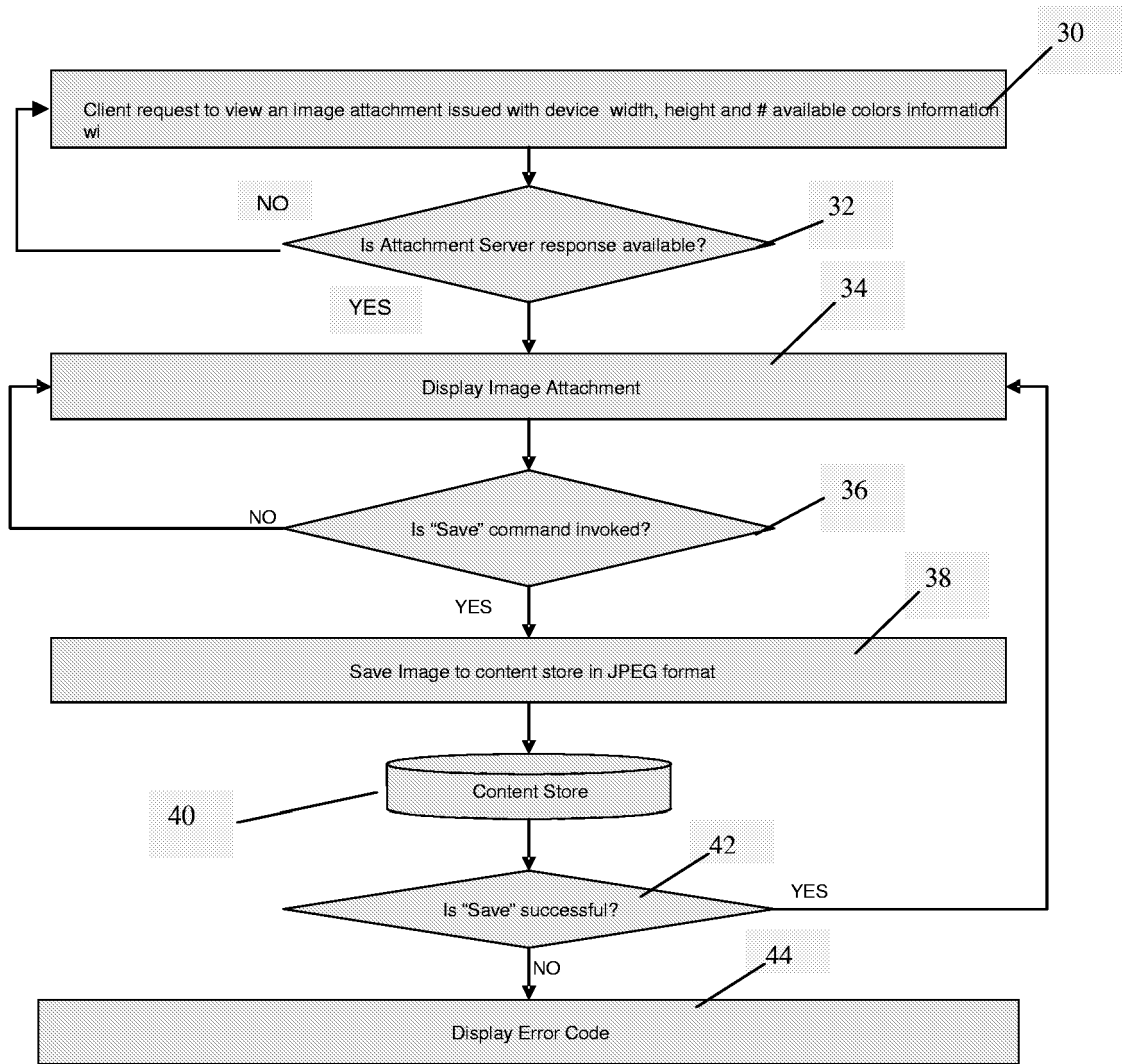 30
Client request to view an image attachment issued with device width, height and # available colors information
wi
NO
32
Is Attachment Server response available?
YES
34
Display Image Attachment
36
NO
Is “Save” command invoked?
YES
38
Save Image to content store in JPEG format
Content Store
40
42
YES
Is “Save” successful?
NO
44
Display Error Code